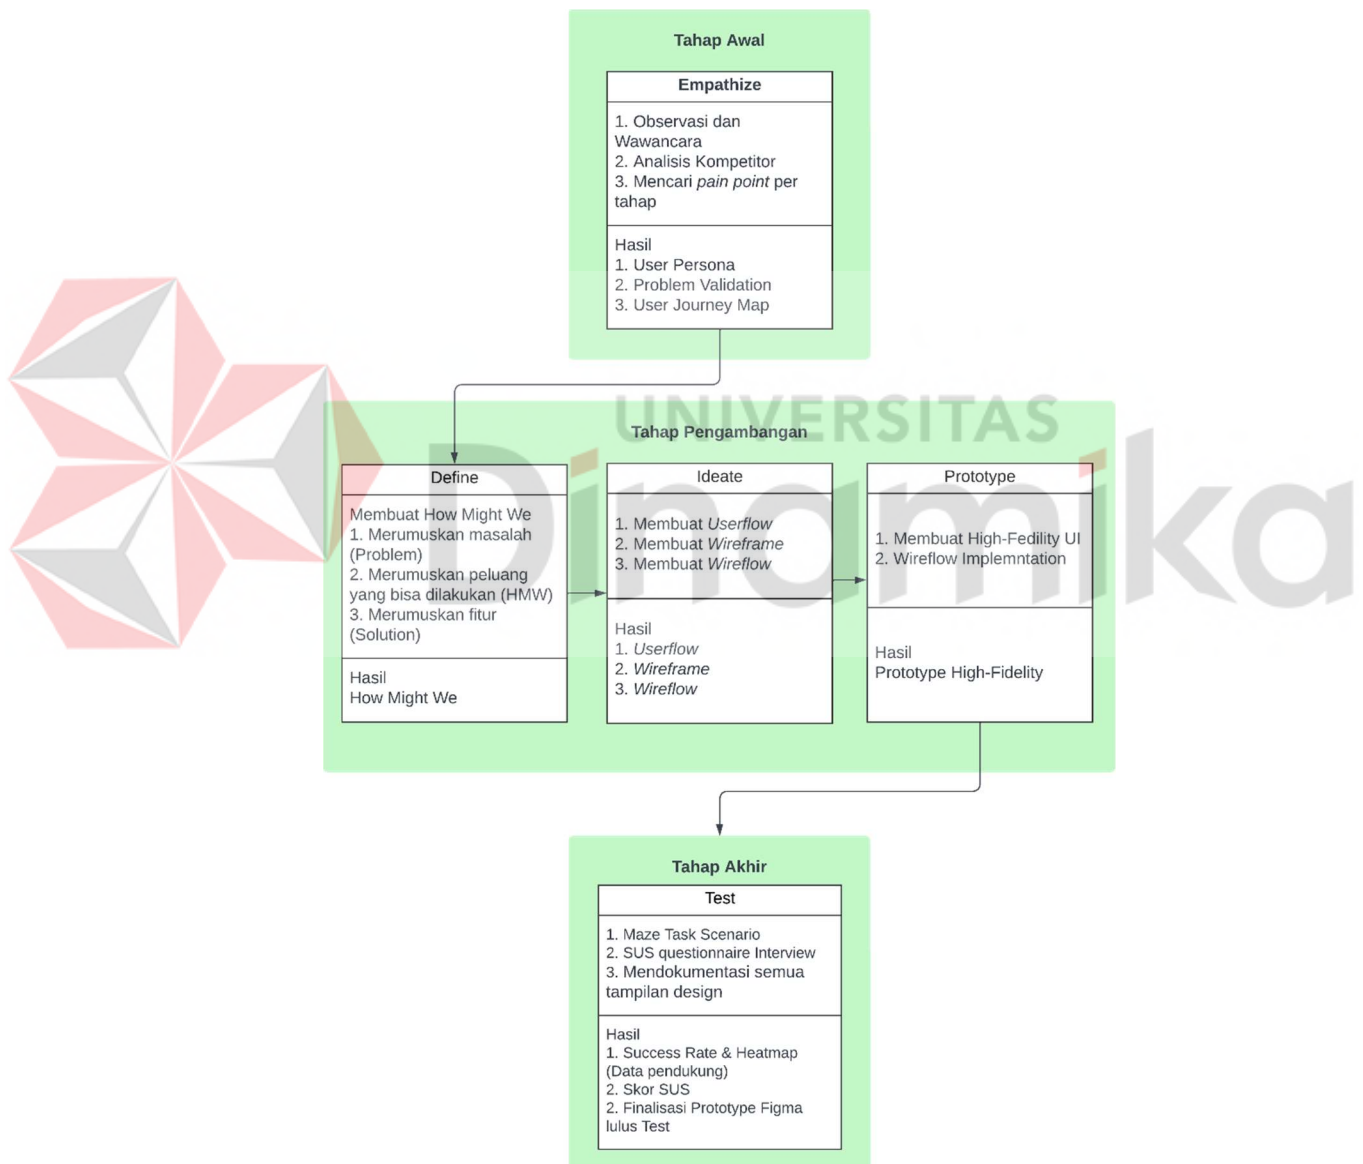 Tahap Awal
Empathize
1. Observasi dan
Wawancara
2. Analisis Kompetitor
3. Mencari pain point per
tahap
Hasil
1. User Persona
2. Problem Validation
3. User Journey Map
UNIVERSITAS
Dinamika
Tahap Pengambangan
Define
Membuat How Might We
1. Merumuskan masalah
(Problem)
2. Merumuskan peluang
yang bisa dilakukan (HMW)
3. Merumuskan fitur
(Solution)
Hasil
How Might We
Ideate
1. Membuat Userflow
2. Membuat Wireframe
3. Membuat Wireflow
Hasil
1. Userflow
2. Wireframe
3. Wireflow
Prototype
1. Membuat High-Fedility UI
2. Wireflow Implemntation
Hasil
Prototype High-Fidelity
Tahap Akhir
Test
1. Maze Task Scenario
2. SUS questionnaire Interview
3. Mendokumentasi semua
tampilan design
Hasil
1. Success Rate & Heatmap
(Data pendukung)
2. Skor SUS
2. Finalisasi Prototype Figma
lulus Test